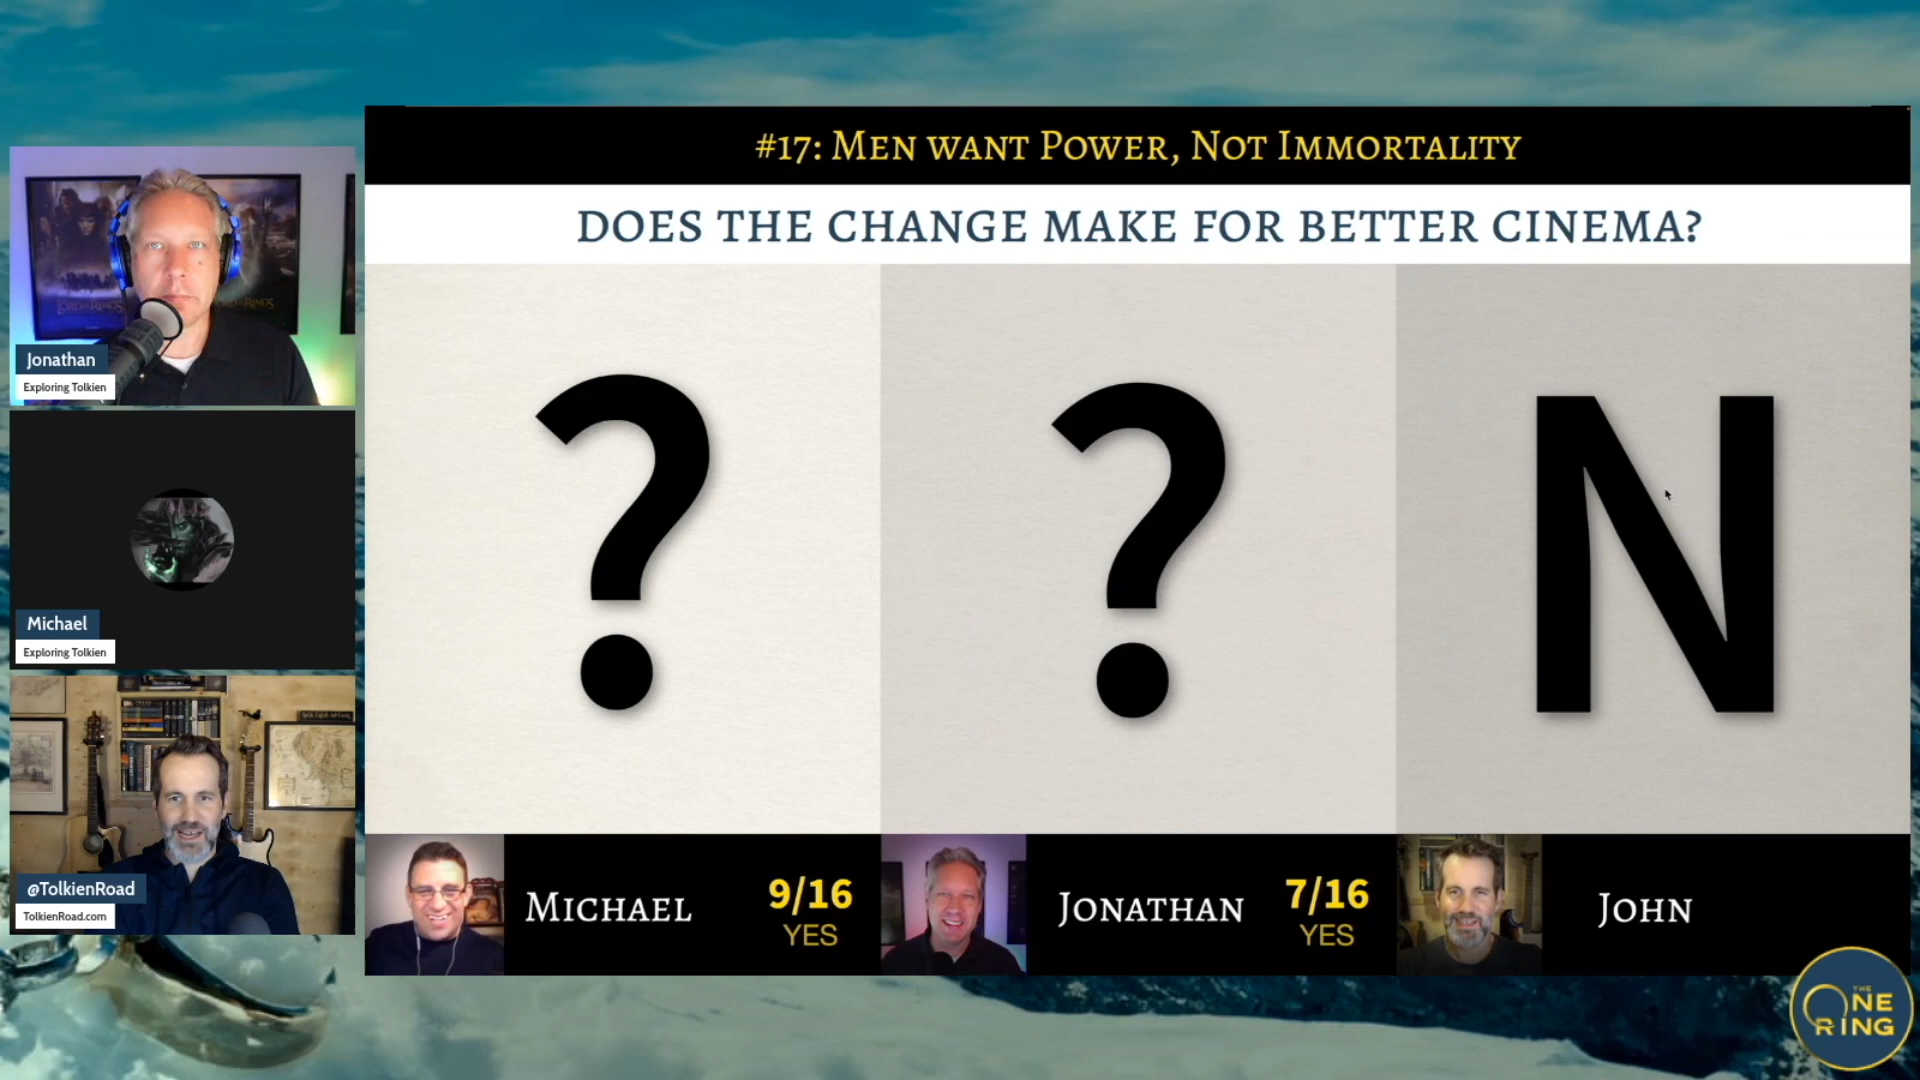 #17: Men want Power, Not Immortality
DOES THE CHANGE MAKE FOR BETTER CINEMA?
Jonathan
Exploring Tolkien
Michael
Exploring Tolkien
@TolkienRoad
TolkienRoad.com
?
?
N
Michael
9/16
YES
Jonathan
7/16
YES
John
THE
ONE
RING